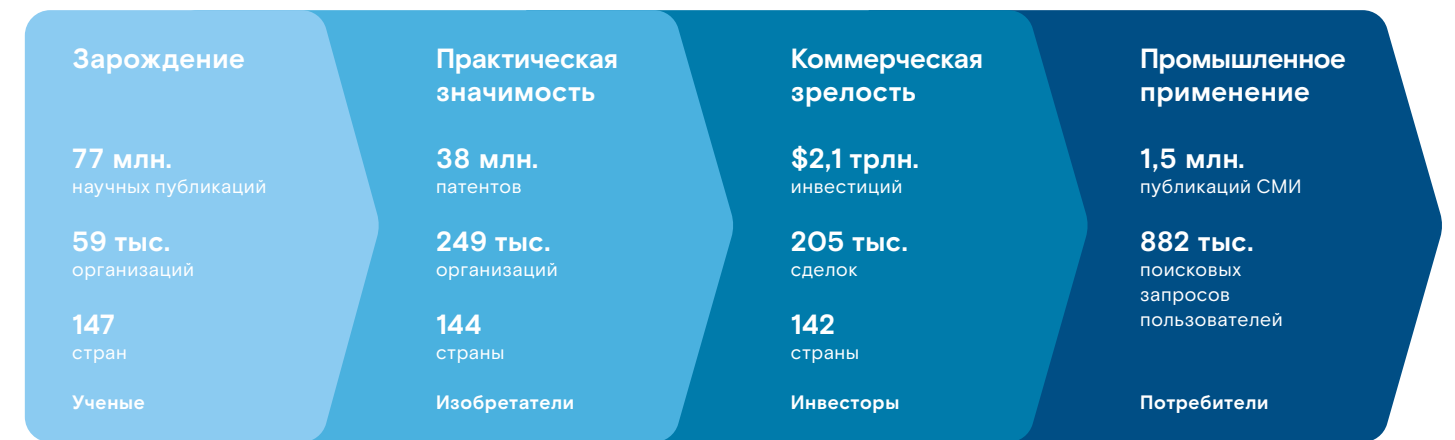 Зарождение
77 млн.
научных публикаций
59 тыс.
организаций
147
стран
Ученые
Практическая
значимость
38 млн.
патентов
249 тыс.
организаций
144
страны
Изобретатели
Коммерческая
зрелость
$2,1 трлн.
инвестиций
205 тыс.
сделок
142
страны
Инвесторы
Промышленное
применение
1,5 млн.
публикаций СМИ
882 тыс.
поисковых
запросов
пользователей
Потребители